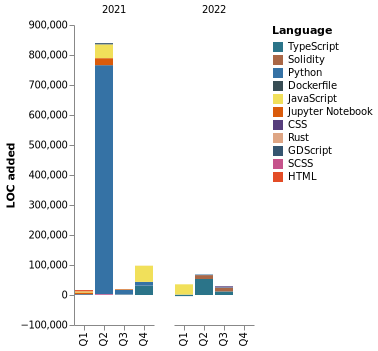 2021
2022
Language
TypeScript
Solidity
Python
Dockerfile
JavaScript
Jupyter Notebook
CSS
Rust
GDScript
SCSS
HTML
LOC added
900,000
800,000
700,000
600,000
500,000
400,000
300,000
200,000
100,000
0
−100,000
Q1 Q2 Q3 Q4
Q1 Q2 Q3 Q4